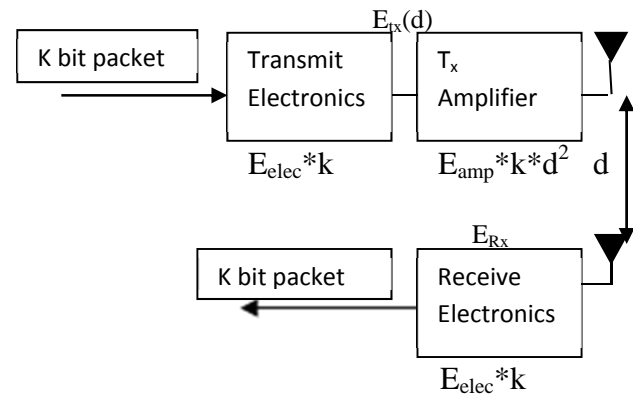 E_tx(d)
K bit packet
Transmit
Electronics
T_x
Amplifier
E_elec*k
E_amp*k*d^2
d
E_Rx
K bit packet
Receive
Electronics
E_elec*k